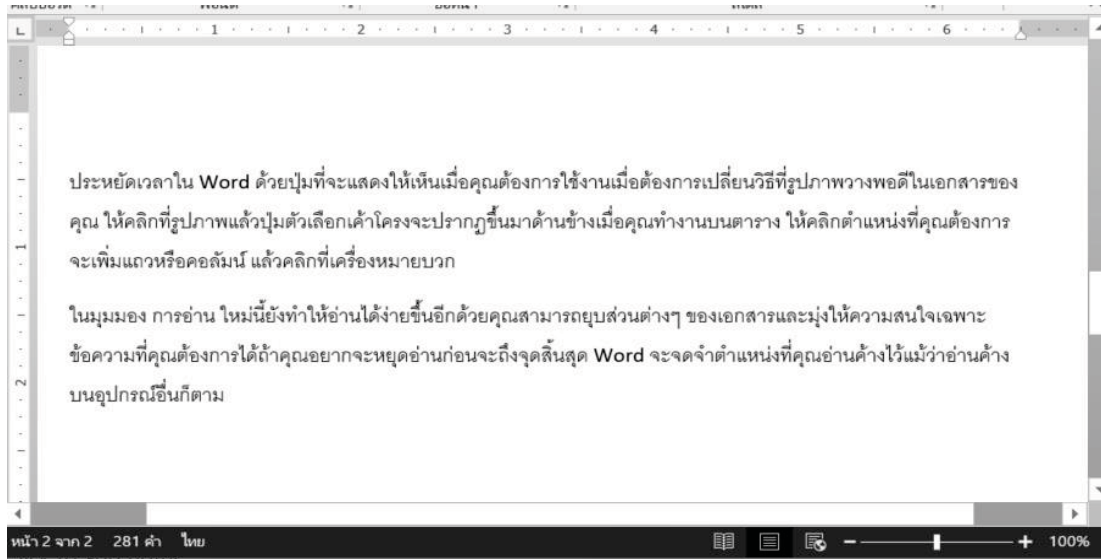 1 2 3 4 5 6
ประหยัดเวลาใน Word ด้วยปุ่มที่จะแสดงให้เห็นเมื่อคุณต้องการใช้งานเมื่อต้องการเปลี่ยนวิธีที่รูปภาพวางพอดีในเอกสารของ
คุณ ให้คลิกที่รูปภาพแล้วปุ่มตัวเลือกเค้าโครงจะปรากฏขึ้นมาด้านข้างเมื่อคุณทำงานบนตาราง ให้คลิกตำแหน่งที่คุณต้องการ
จะเพิ่มแถวหรือคอลัมน์ แล้วคลิกที่เครื่องหมายบวก
ในมุมมอง การอ่าน ใหม่นี้ยังทำให้อ่านได้ง่ายขึ้นอีกด้วยคุณสามารถยุบส่วนต่างๆ ของเอกสารและมุ่งให้ความสนใจเฉพาะ
ข้อความที่คุณต้องการได้ถ้าคุณอยากจะหยุดอ่านก่อนจะถึงจุดสิ้นสุด Word จะจดจำตำแหน่งที่คุณอ่านค้างไว้แม้ว่าอ่านค้าง
บนอุปกรณ์อื่นก็ตาม
1
2
หน้า 2 จาก 2 281 คำ ไทย 100%